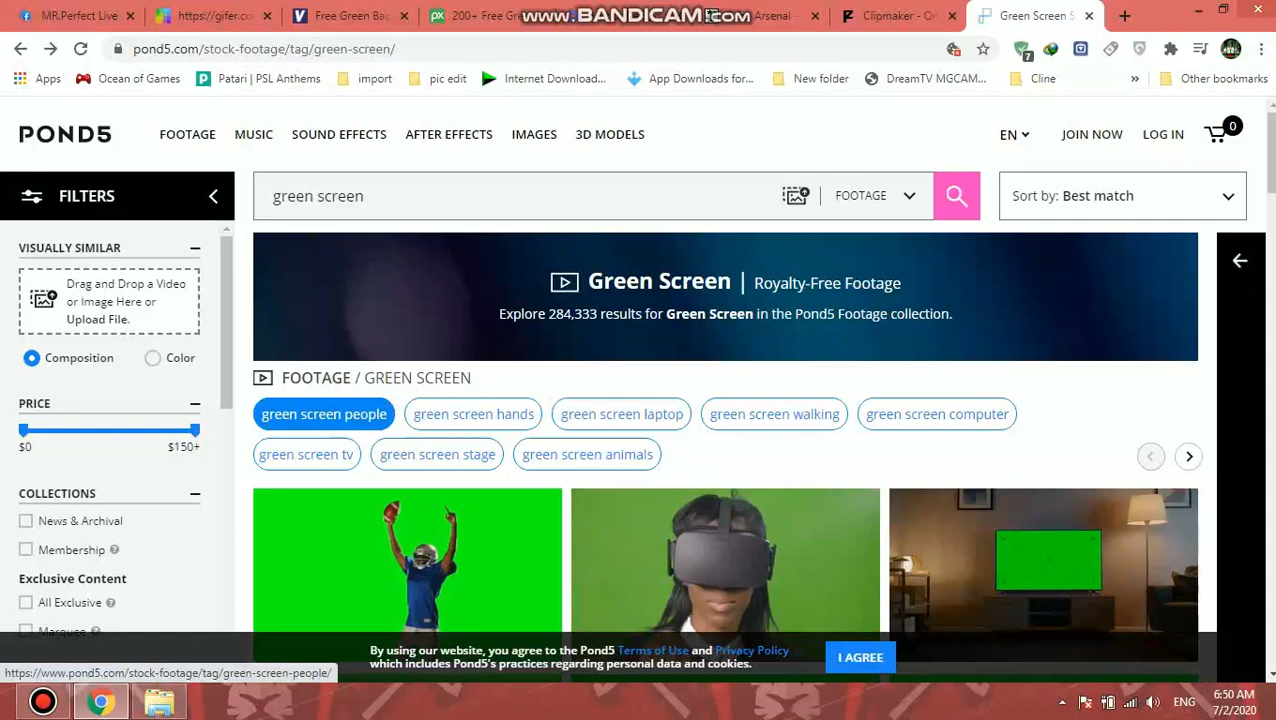 MR.Perfect Live
https://gifer.co
Free Green Ba
200+ Free Gre
www.BANDICAM.com
Arsenal
Clipmaker - O
Green Screen S
pond5.com/stock-footage/tag/green-screen/
7
Apps
Ocean of Games
Patari | PSL Anthems
import
pic edit
Internet Download...
App Downloads for...
New folder
DreamTV MGCAM...
Cline
»
Other bookmarks
POND5
FOOTAGE
MUSIC
SOUND EFFECTS
AFTER EFFECTS
IMAGES
3D MODELS
EN
JOIN NOW
LOG IN
0
FILTERS
green screen
FOOTAGE
Sort by: Best match
VISUALLY SIMILAR
Drag and Drop a Video
or Image Here or
Upload File.
Composition
Color
PRICE
$0
$150+
COLLECTIONS
News & Archival
Membership
Exclusive Content
All Exclusive
Marquee
Green Screen | Royalty-Free Footage
Explore 284,333 results for Green Screen in the Pond5 Footage collection.
FOOTAGE / GREEN SCREEN
green screen people
green screen hands
green screen laptop
green screen walking
green screen computer
green screen tv
green screen stage
green screen animals
By using our website, you agree to the Pond5 Terms of Use and Privacy Policy
which includes Pond5's practices regarding personal data and cookies.
I AGREE
https://www.pond5.com/stock-footage/tag/green-screen-people/
ENG
6:50 AM
7/2/2020